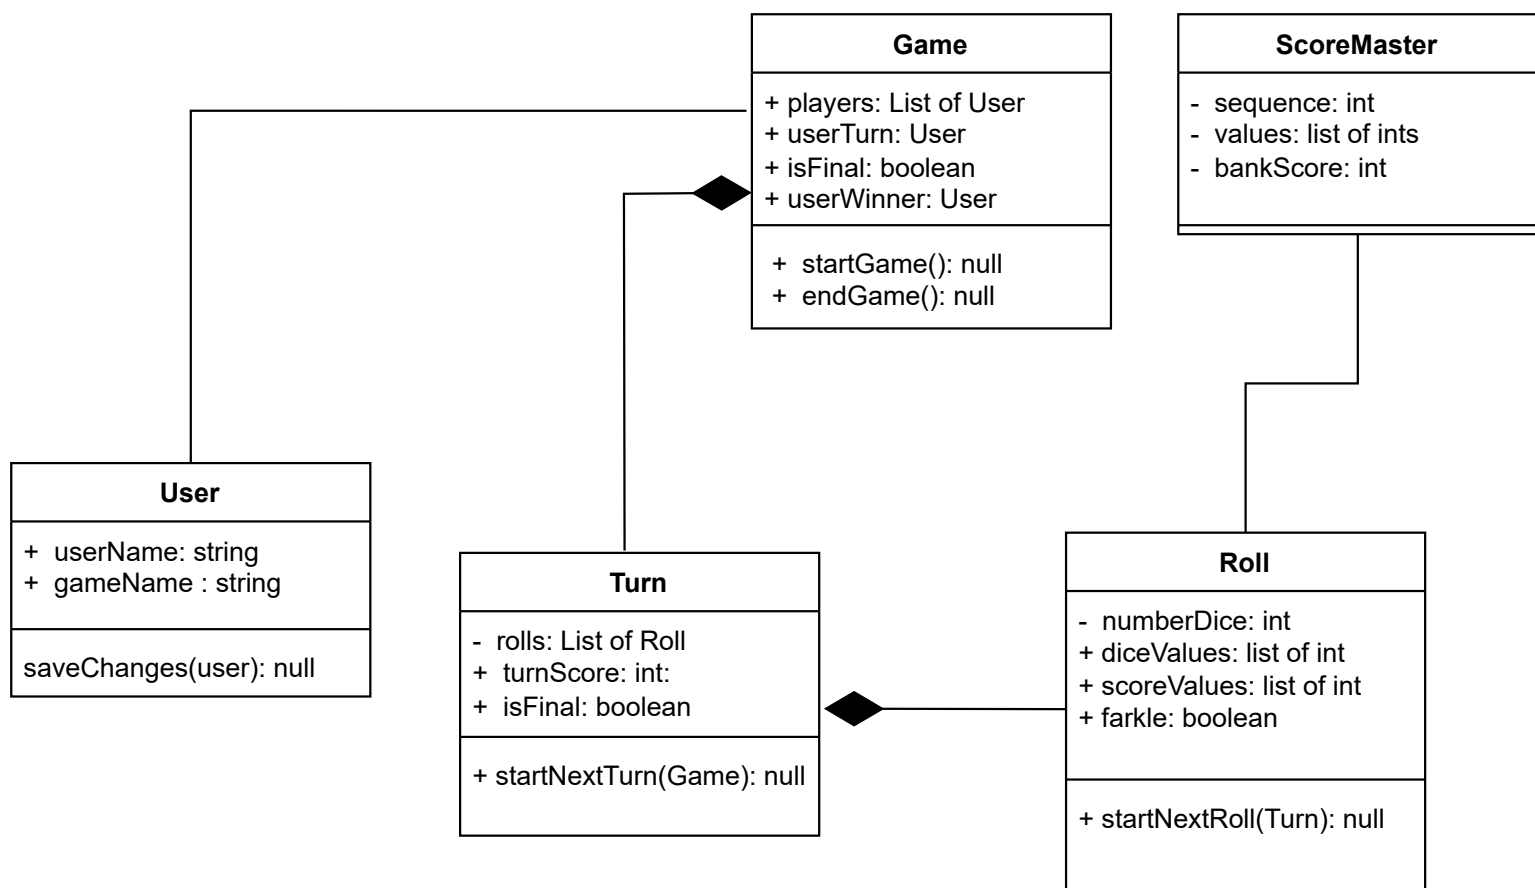 Game
+ players: List of User
+ userTurn: User
+ isFinal: boolean
+ userWinner: User
+ startGame(): null
+ endGame(): null
ScoreMaster
- sequence: int
- values: list of ints
- bankScore: int
User
+ userName: string
+ gameName : string
saveChanges(user): null
Turn
- rolls: List of Roll
+ turnScore: int:
+ isFinal: boolean
+ startNextTurn(Game): null
Roll
- numberDice: int
+ diceValues: list of int
+ scoreValues: list of int
+ farkle: boolean
+ startNextRoll(Turn): null